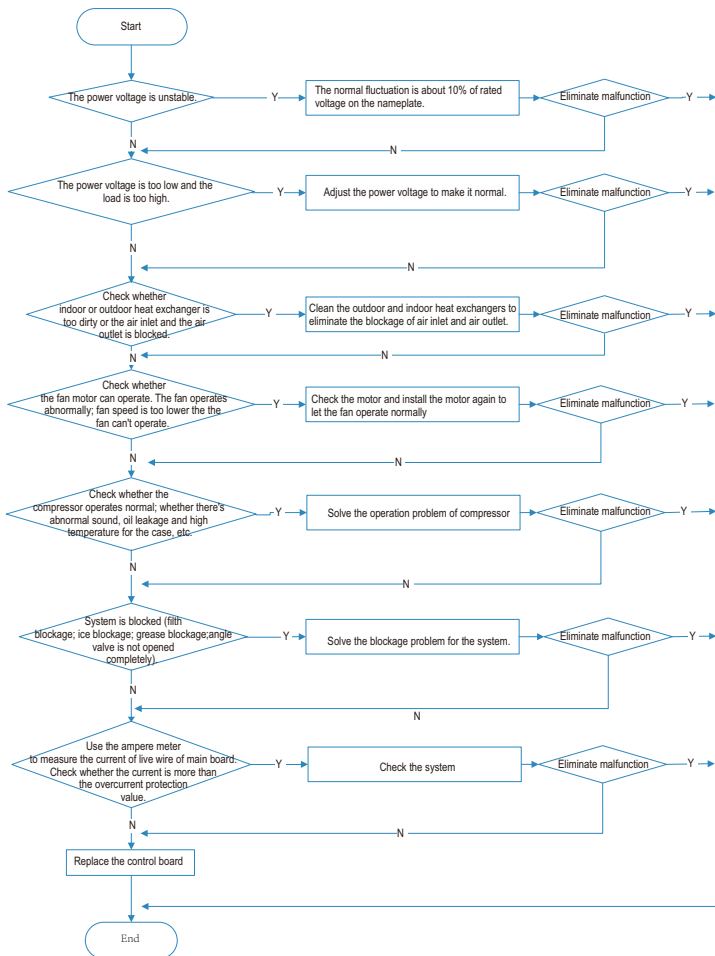 Start
The power voltage is unstable.
Y
The normal fluctuation is about 10% of rated
voltage on the nameplate.
Eliminate malfunction
Y
N
N
The power voltage is too low and the
load is too high.
Y
Adjust the power voltage to make it normal.
Eliminate malfunction
Y
N
N
Check whether
indoor or outdoor heat exchanger is
too dirty or the air inlet and the air
outlet is blocked.
Y
Clean the outdoor and indoor heat exchangers to
eliminate the blockage of air inlet and air outlet.
Eliminate malfunction
Y
N
N
Check whether
the fan motor can operate. The fan operates
abnormally; fan speed is too lower the the
fan can't operate.
Y
Check the motor and install the motor again to
let the fan operate normally
Eliminate malfunction
Y
N
N
Check whether the
compressor operates normal; whether there's
abnormal sound, oil leakage and high
temperature for the case, etc.
Y
Solve the operation problem of compressor
Eliminate malfunction
Y
N
N
System is blocked (filth
blockage; ice blockage; grease blockage;angle
valve is not opened
completely).
Y
Solve the blockage problem for the system.
Eliminate malfunction
Y
N
N
Use the ampere meter
to measure the current of live wire of main board.
Check whether the current is more than
the overcurrent protection
value.
Y
Check the system
Eliminate malfunction
Y
N
N
Replace the control board
End